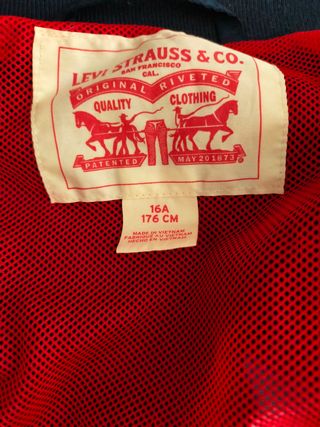 LEVI STRAUSS & CO.
SAN FRANCISCO
CAL.
ORIGINAL RIVETED
QUALITY CLOTHING
PATENTED MAY 20 1873
16A
176 CM
MADE IN VIETNAM
FABRIQUÉ AU VIETNAM
HECHO EN VIETNAM